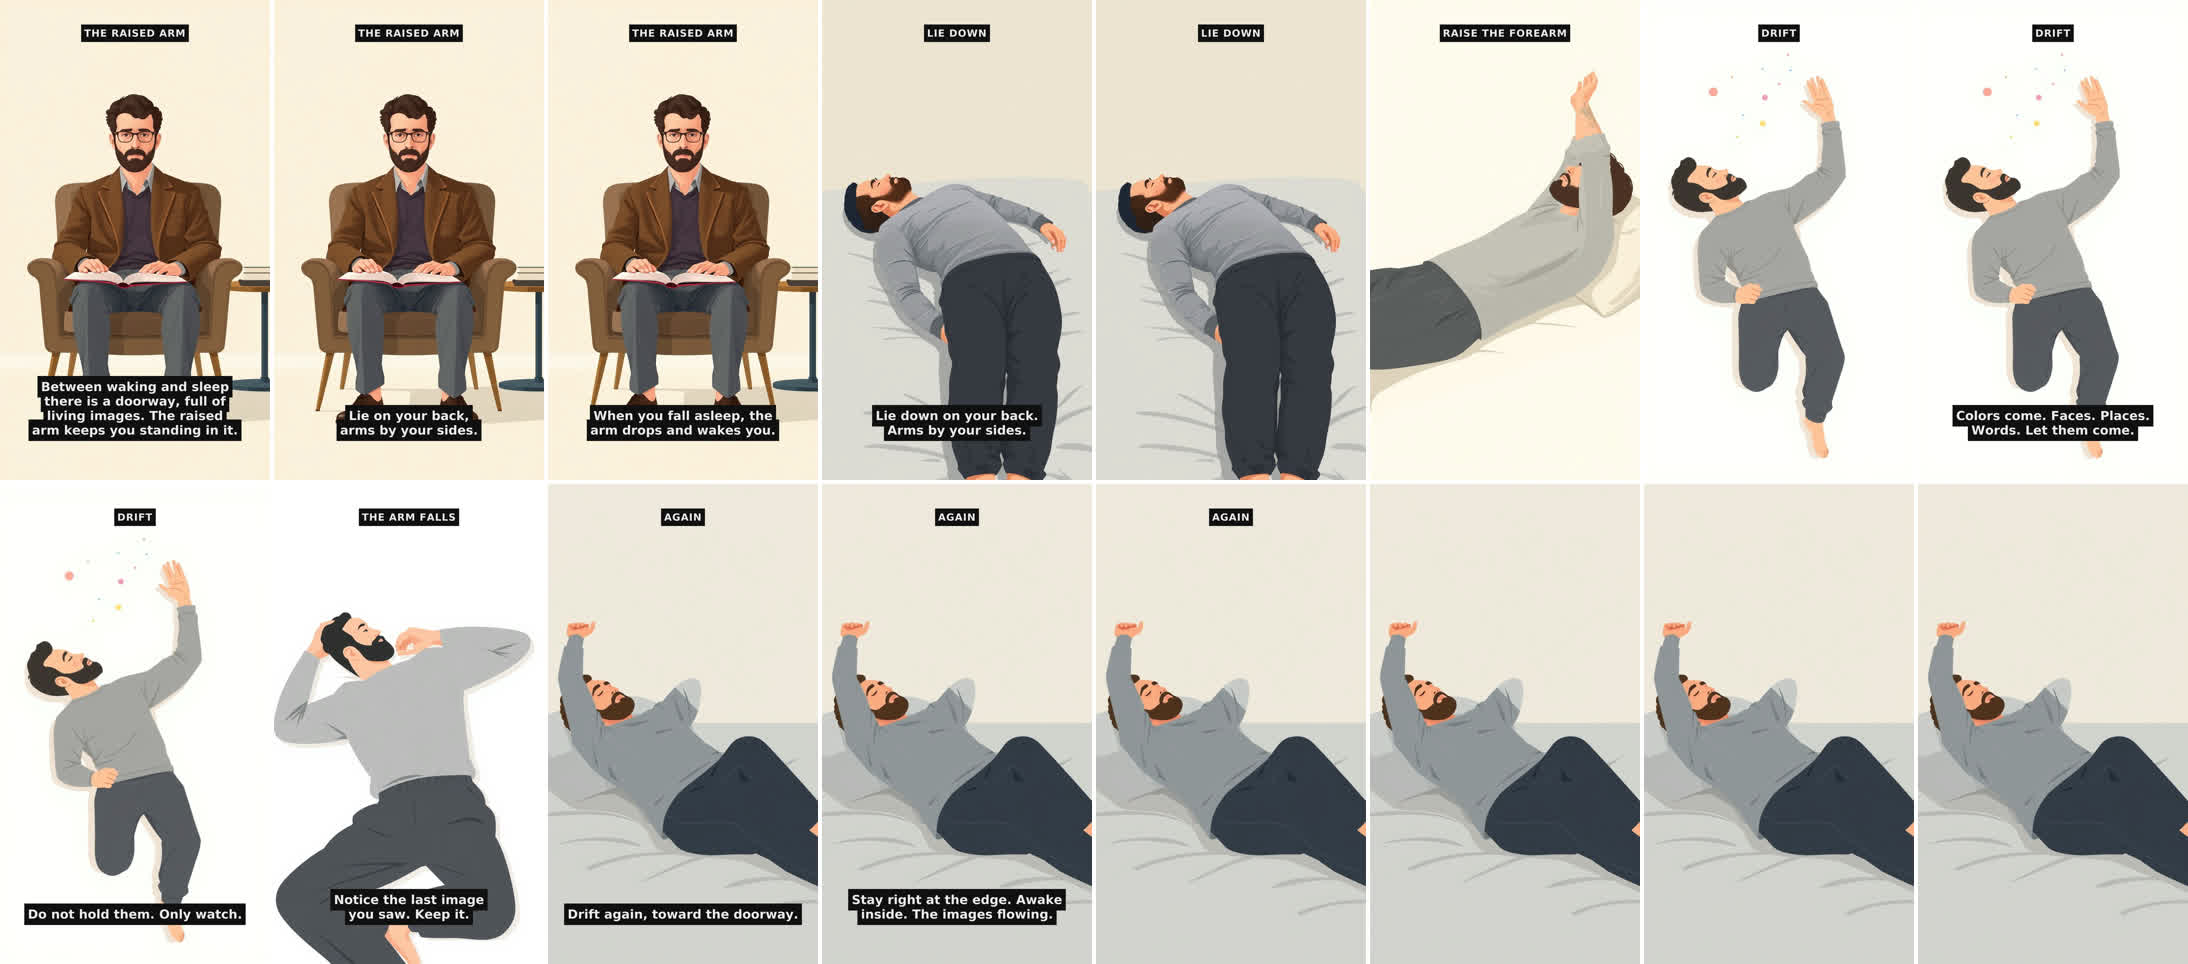 THE RAISED ARM
Between waking and sleep
there is a doorway, full of
living images. The raised
arm keeps you standing in it.
THE RAISED ARM
Lie on your back,
arms by your sides.
THE RAISED ARM
When you fall asleep, the
arm drops and wakes you.
LIE DOWN
Lie down on your back.
Arms by your sides.
LIE DOWN
RAISE THE FOREARM
DRIFT
DRIFT
Colors come. Faces. Places.
Words. Let them come.
DRIFT
Do not hold them. Only watch.
THE ARM FALLS
Notice the last image
you saw. Keep it.
AGAIN
Drift again, toward the doorway.
AGAIN
Stay right at the edge. Awake
inside. The images flowing.
AGAIN